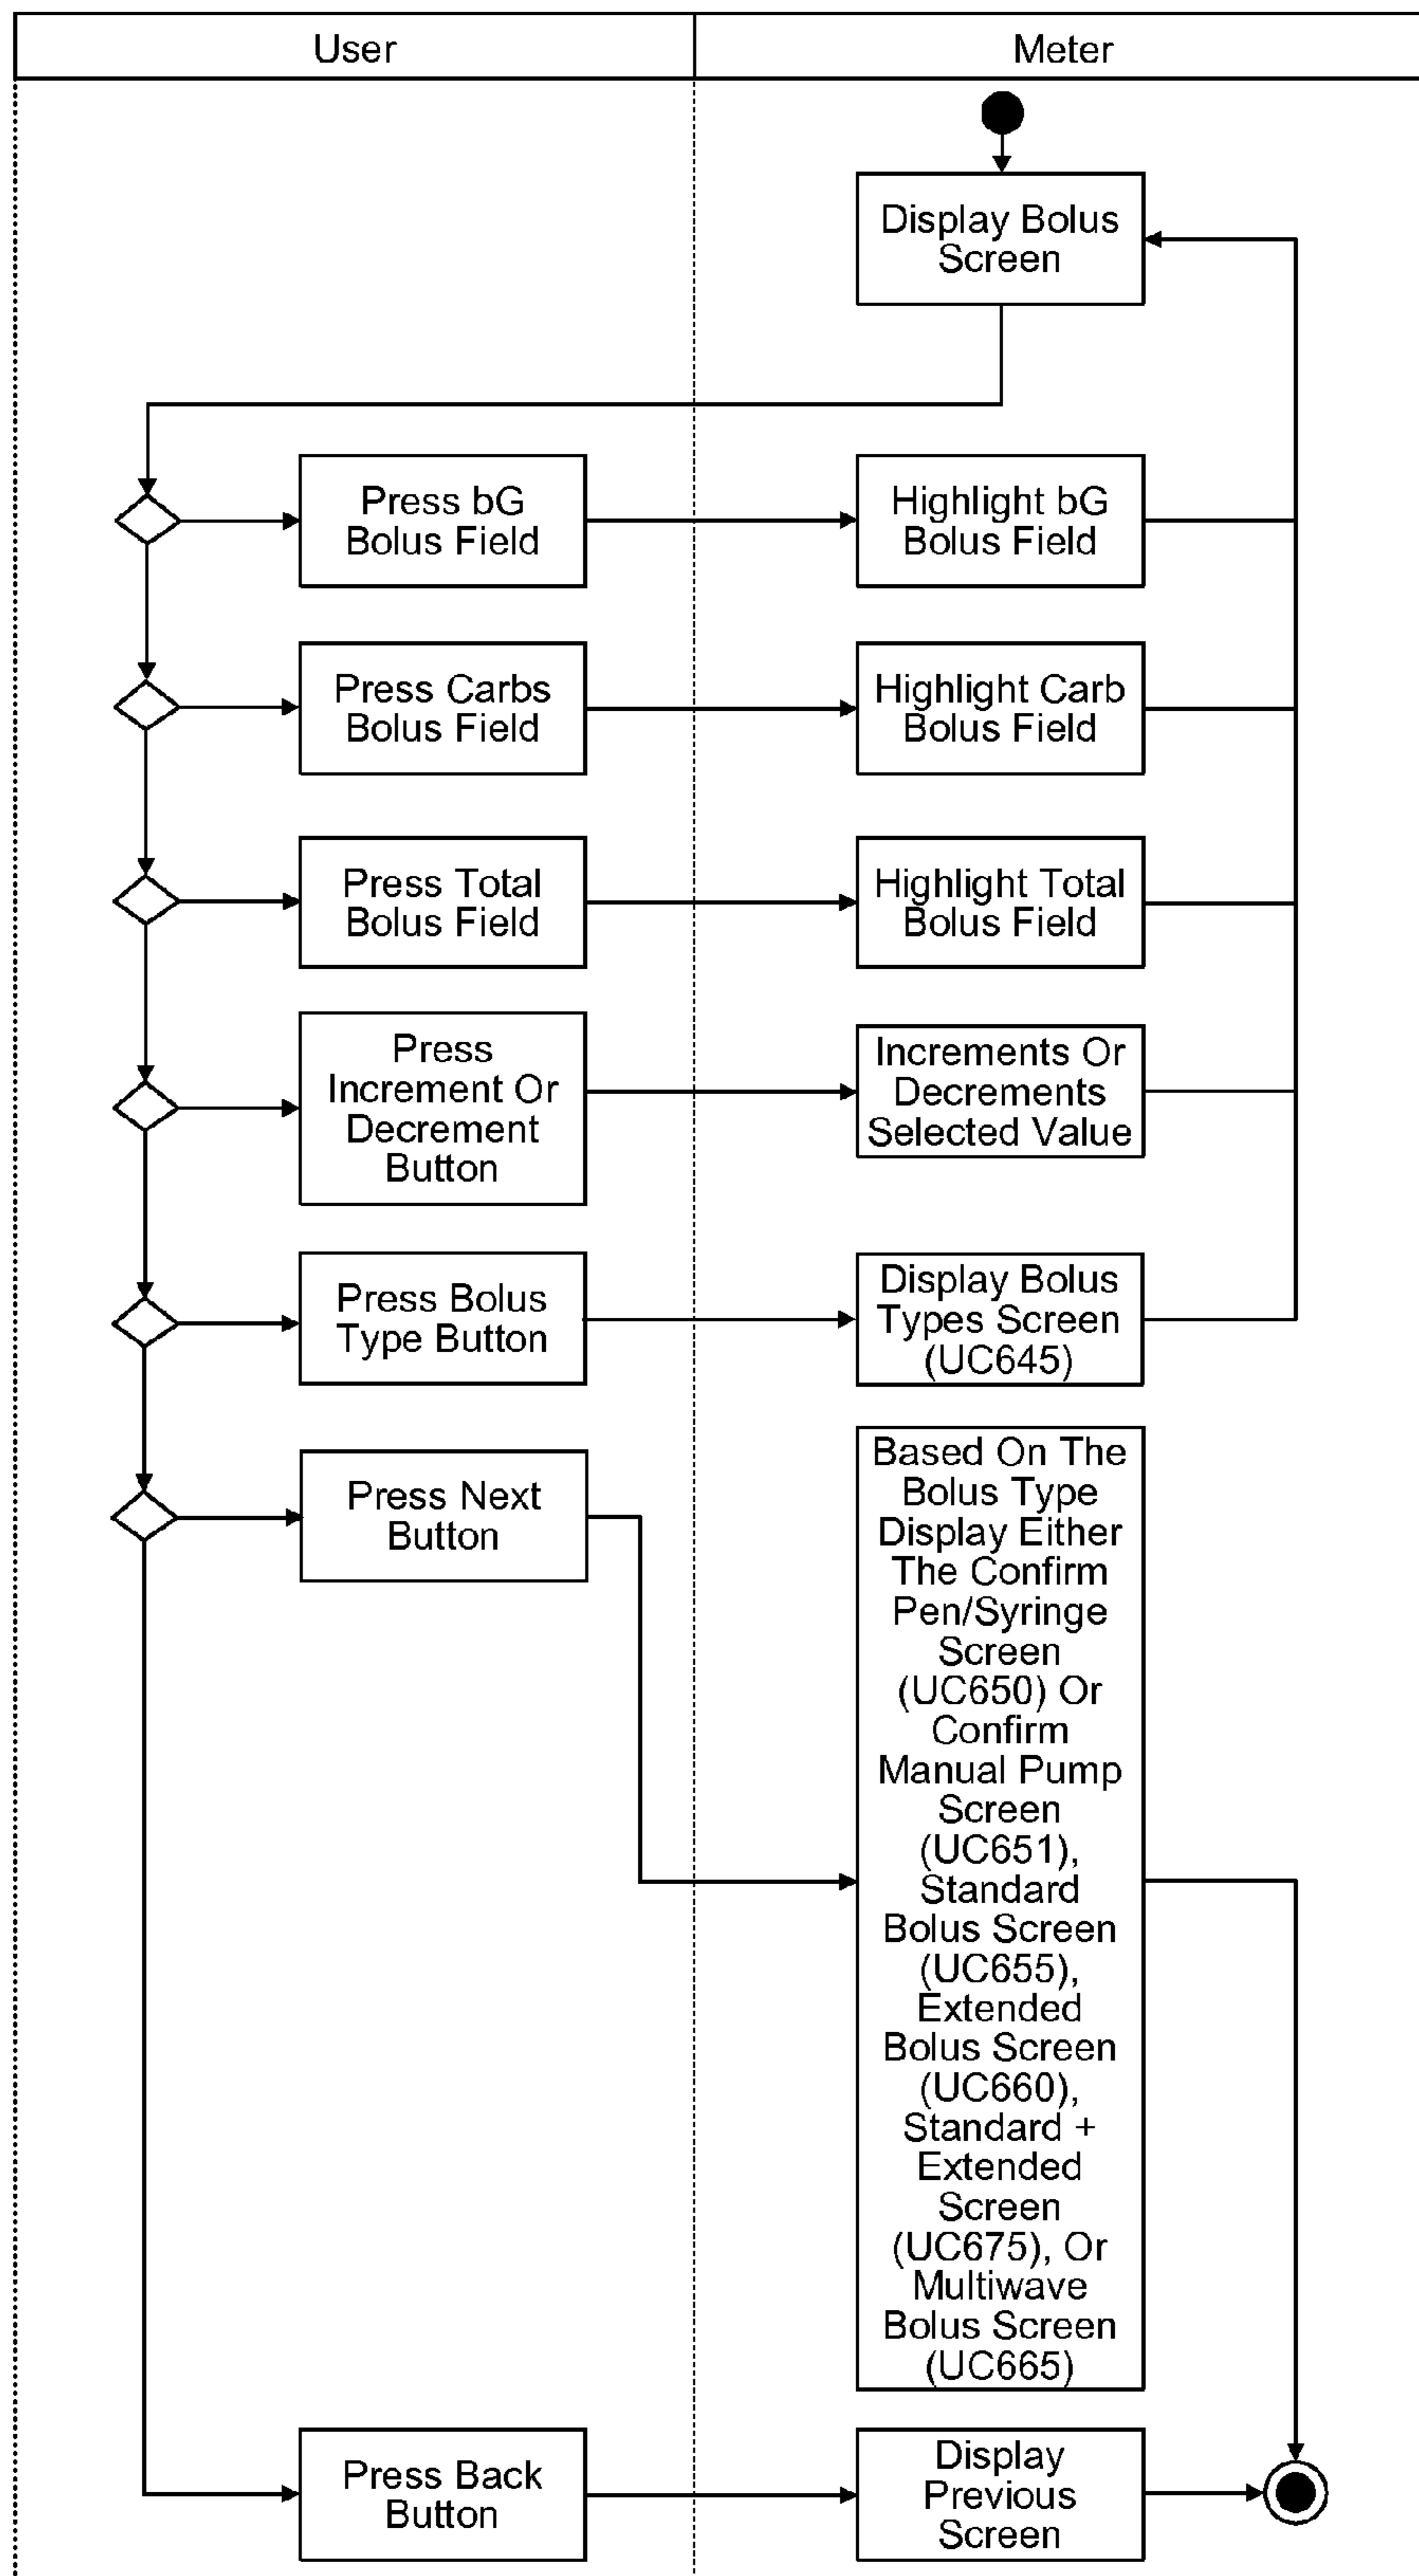 User
Meter
Display Bolus
Screen
Press bG
Bolus Field
Highlight bG
Bolus Field
Press Carbs
Bolus Field
Highlight Carb
Bolus Field
Press Total
Bolus Field
Highlight Total
Bolus Field
Press
Increment Or
Decrement
Button
Increments Or
Decrements
Selected Value
Press Bolus
Type Button
Display Bolus
Types Screen
(UC645)
Press Next
Button
Based On The
Bolus Type
Display Either
The Confirm
Pen/Syringe
Screen
(UC650) Or
Confirm
Manual Pump
Screen
(UC651),
Standard
Bolus Screen
(UC655),
Extended
Bolus Screen
(UC660),
Standard +
Extended
Screen
(UC675), Or
Multiwave
Bolus Screen
(UC665)
Press Back
Button
Display
Previous
Screen